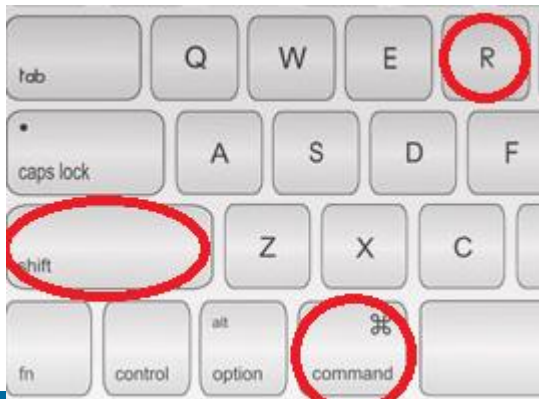 tab Q W E R
caps lock A S D F
shift Z X C
alt ⌘
fn control option command